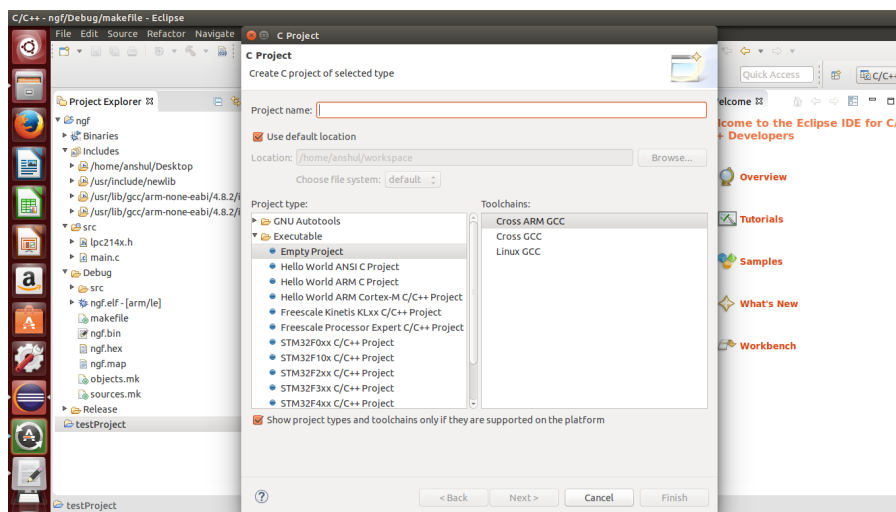 C/C++ - ngf/Debug/makefile - Eclipse
File Edit Source Refactor Navigate
C Project
C Project
Create C project of selected type
Project name:
Use default location
Location: /home/anshul/workspace Browse...
Choose file system: default
Project type:
GNU Autotools
Executable
Empty Project
Hello World ANSI C Project
Hello World ARM C Project
Hello World ARM Cortex-M C/C++ Project
Freescale Kinetis KLxx C/C++ Project
Freescale Processor Expert C/C++ Project
STM32F0xx C/C++ Project
STM32F10x C/C++ Project
STM32F2xx C/C++ Project
STM32F3xx C/C++ Project
STM32F4xx C/C++ Project
Toolchains:
Cross ARM GCC
Cross GCC
Linux GCC
Show project types and toolchains only if they are supported on the platform
< Back Next > Cancel Finish
Project Explorer
ngf
Binaries
Includes
/home/anshul/Desktop
/usr/include/newlib
/usr/lib/gcc/arm-none-eabi/4.8.2/i
/usr/lib/gcc/arm-none-eabi/4.8.2/i
src
lpc214x.h
main.c
Debug
src
ngf.elf - [arm/le]
makefile
ngf.bin
ngf.hex
ngf.map
objects.mk
sources.mk
Release
testProject
testProject
Quick Access
C/C++
elcome
lcome to the Eclipse IDE for C/
+ Developers
Overview
Tutorials
Samples
What's New
Workbench